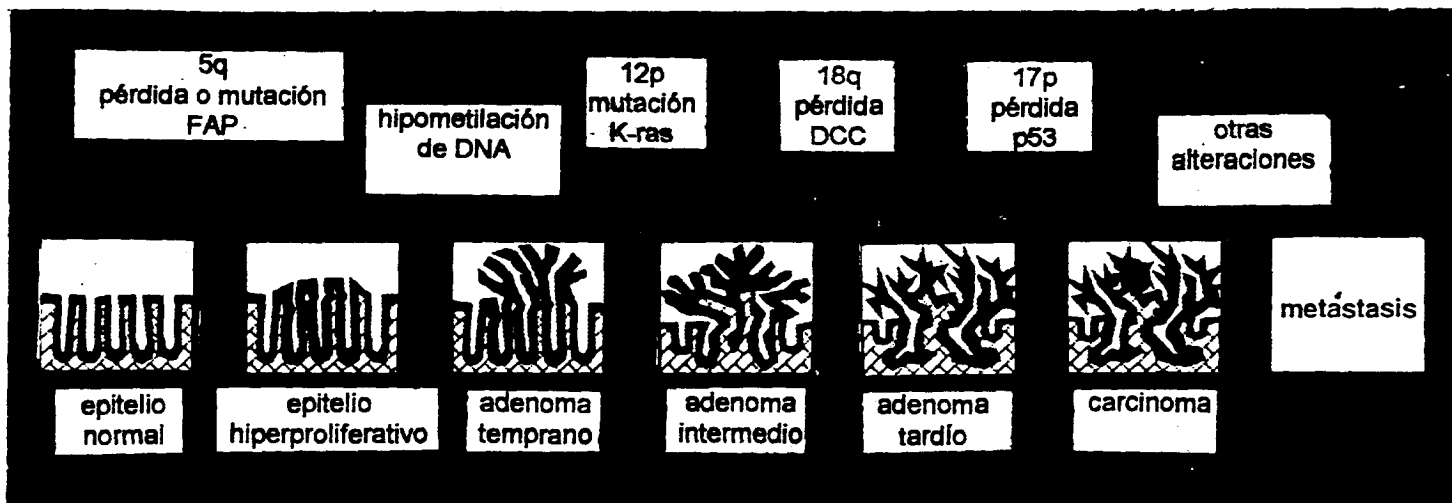 5q
pérdida o mutación
FAP
hipometilación
de DNA
12p
mutación
K-ras
18q
pérdida
DCC
17p
pérdida
p53
otras
alteraciones
metástasis
epitelio
normal
epitelio
hiperproliferativo
adenoma
temprano
adenoma
intermedio
adenoma
tardío
carcinoma